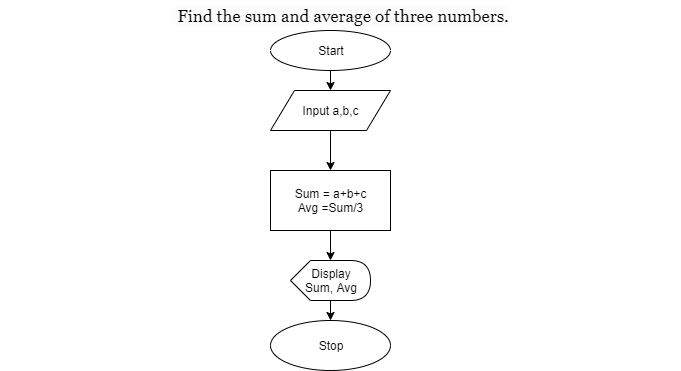 Find the sum and average of three numbers.
Start
Input a,b,c
Sum = a+b+c
Avg =Sum/3
Display
Sum, Avg
Stop